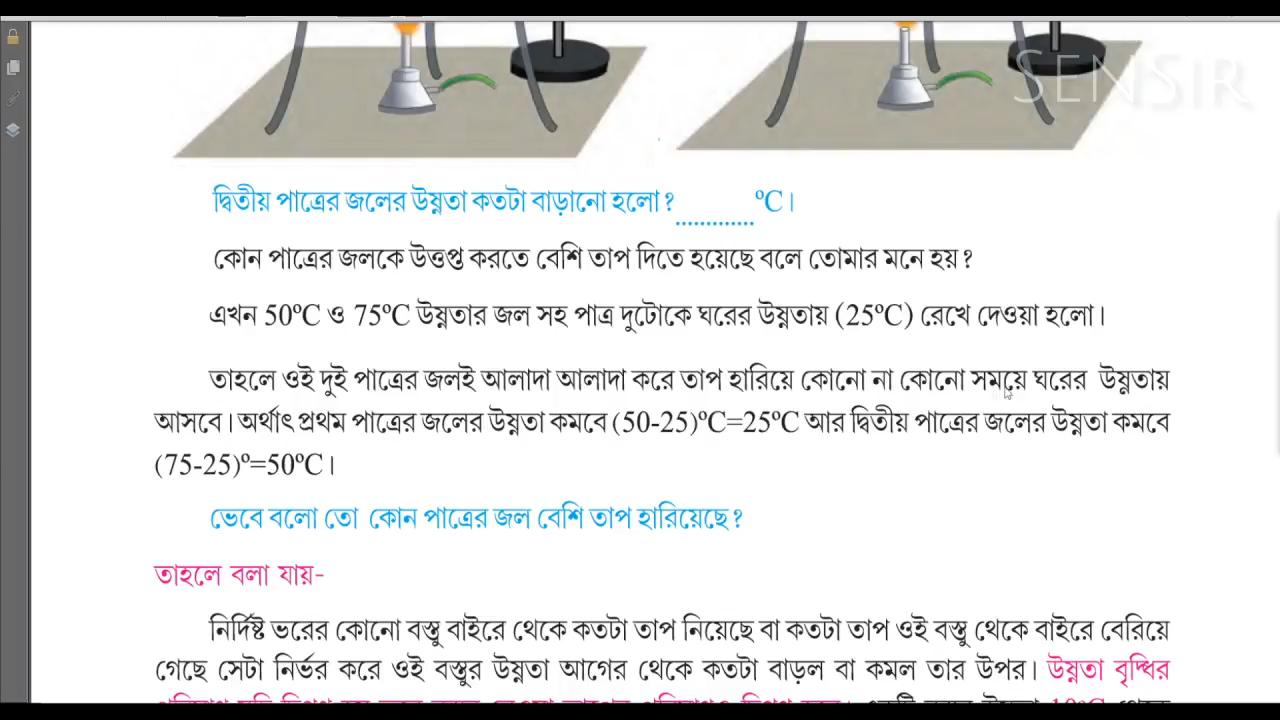 SENSIR
দ্বিতীয় পাত্রের জলের উষ্ণতা কতটা বাড়ানো হলো? ............. ºC।
কোন পাত্রের জলকে উত্তপ্ত করতে বেশি তাপ দিতে হয়েছে বলে তোমার মনে হয়?
এখন 50ºC ও 75ºC উষ্ণতার জল সহ পাত্র দুটোকে ঘরের উষ্ণতায় (25ºC) রেখে দেওয়া হলো।
তাহলে ওই দুই পাত্রের জলই আলাদা আলাদা করে তাপ হারিয়ে কোনো না কোনো সময়ে ঘরের উষ্ণতায়
আসবে। অর্থাৎ প্রথম পাত্রের জলের উষ্ণতা কমবে (50-25)ºC=25ºC আর দ্বিতীয় পাত্রের জলের উষ্ণতা কমবে
(75-25)º=50ºC।
ভেবে বলো তো কোন পাত্রের জল বেশি তাপ হারিয়েছে?
তাহলে বলা যায়-
নির্দিষ্ট ভরের কোনো বস্তু বাইরে থেকে কতটা তাপ নিয়েছে বা কতটা তাপ ওই বস্তু থেকে বাইরে বেরিয়ে
গেছে সেটা নির্ভর করে ওই বস্তুর উষ্ণতা আগের থেকে কতটা বাড়ল বা কমল তার উপর। উষ্ণতা বৃদ্ধির